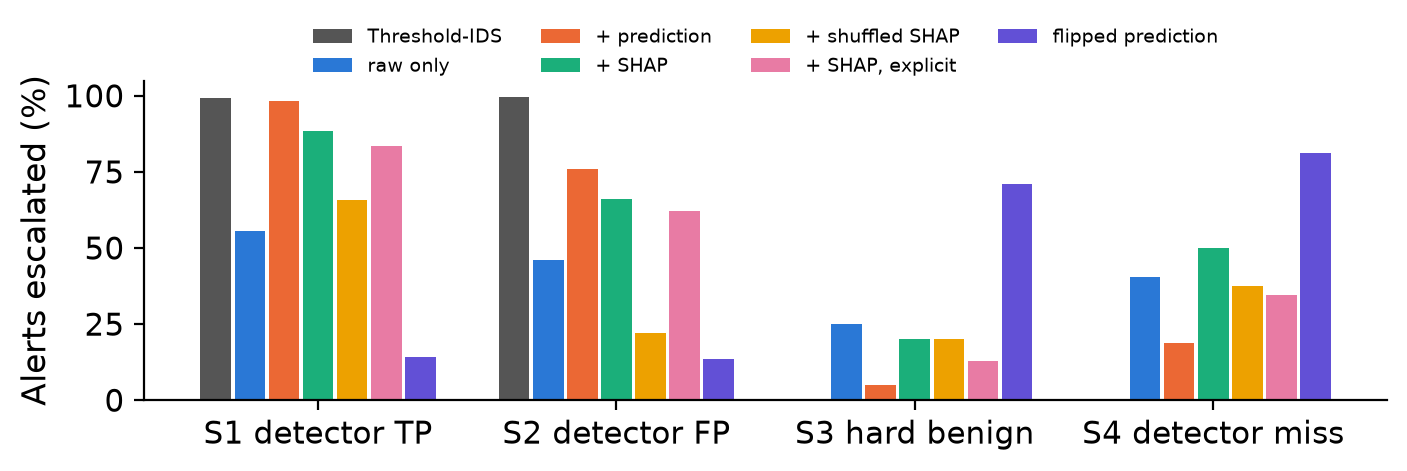 Threshold-IDS
raw only
+ prediction
+ SHAP
+ shuffled SHAP
+ SHAP, explicit
flipped prediction
Alerts escalated (%)
100
75
50
25
0
S1 detector TP
S2 detector FP
S3 hard benign
S4 detector miss